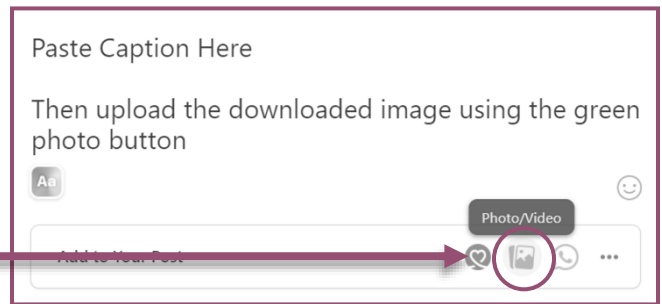 Paste Caption Here
Then upload the downloaded image using the green
photo button
Aa
Photo/Video
Add to Your Post